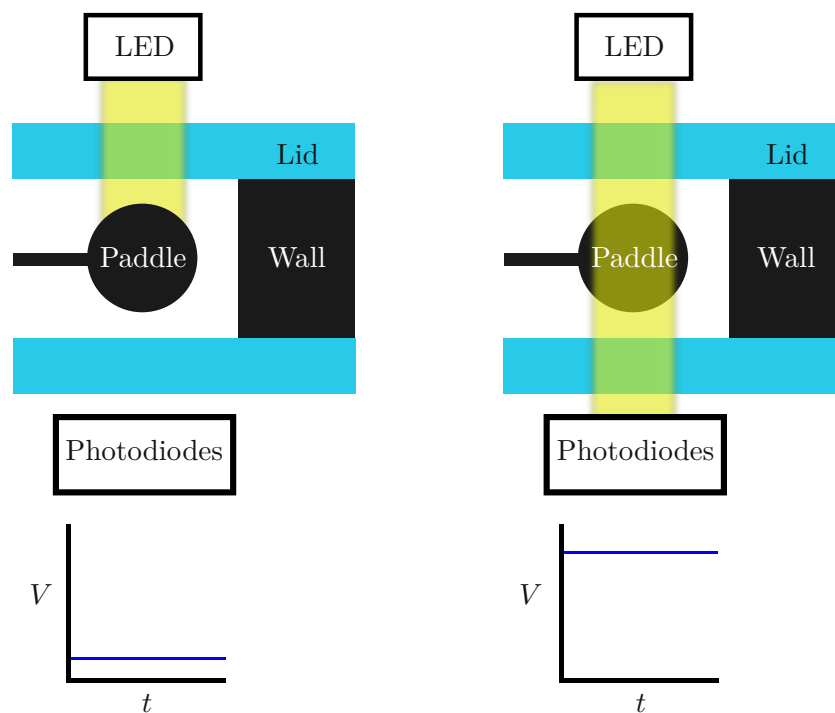 LED
Lid
Paddle
Wall
Photodiodes
V
t
LED
Lid
Paddle
Wall
Photodiodes
V
t